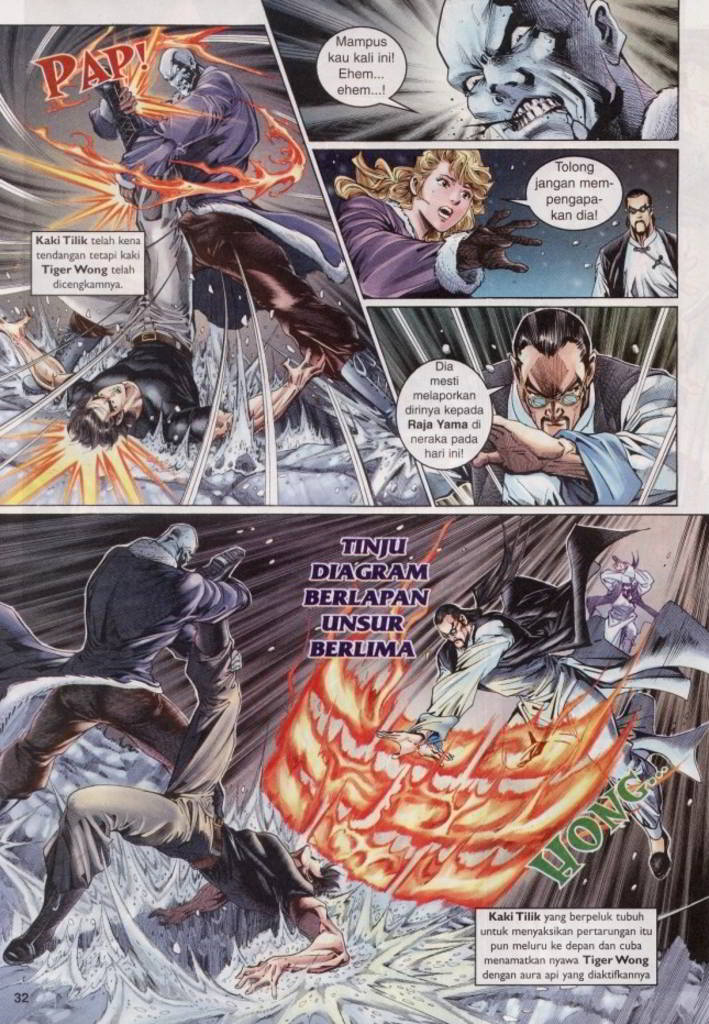 PAP!
Mampus
kau kali ini!
Ehem...
ehem...!
Kaki Tilik telah kena
tendangan tetapi kaki
Tiger Wong telah
dicengkamnya.
Tolong
jangan mem-
pengapa-
kan dia!
Dia
mesti
melaporkan
dirinya kepada
Raja Yama di
neraka pada
hari ini!
TINJU
DIAGRAM
BERLAPAN
UNSUR
BERLIMA
HONG...
Kaki Tilik yang berpeluk tubuh
untuk menyaksikan pertarungan itu
pun meluru ke depan dan cuba
menamatkan nyawa Tiger Wong
dengan aura api yang diaktifkannya
32